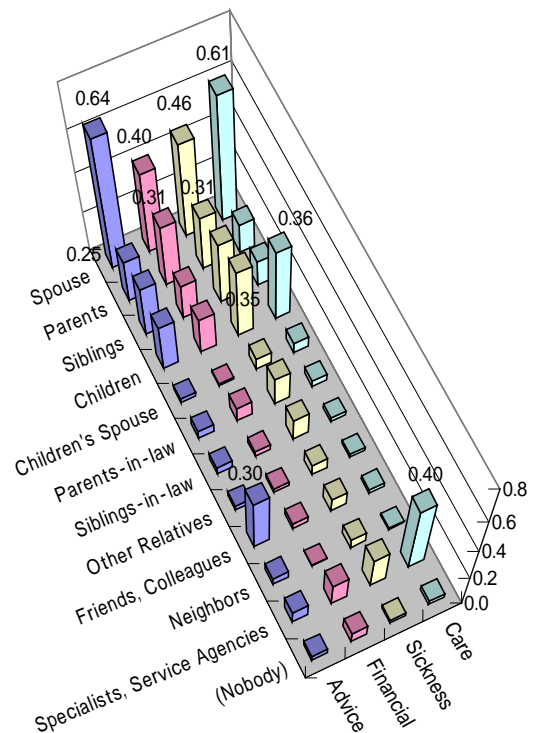 0.61
0.64
0.46
0.40
0.31
0.31
0.36
0.25
0.35
0.30
0.40
Spouse
Parents
Siblings
Children
Children's Spouse
Parents-in-law
Siblings-in-law
Other Relatives
Friends, Colleagues
Neighbors
Specialists, Service Agencies
(Nobody)
0.8
0.6
0.4
0.2
0.0
Advice
Financial
Sickness
Care